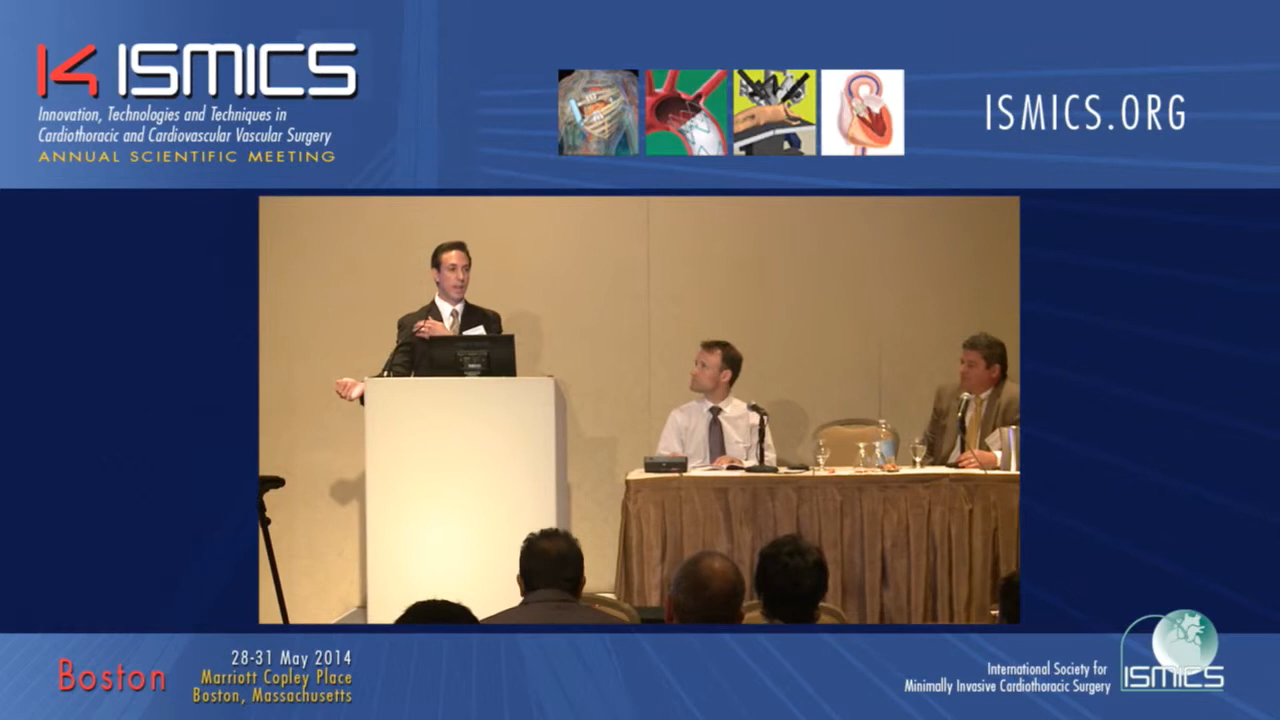 14 ISMICS
Innovation, Technologies and Techniques in
Cardiothoracic and Cardiovascular Vascular Surgery
ANNUAL SCIENTIFIC MEETING
ISMICS.ORG
Boston
28-31 May 2014
Marriott Copley Place
Boston, Massachusetts
International Society for
Minimally Invasive Cardiothoracic Surgery
ISMICS